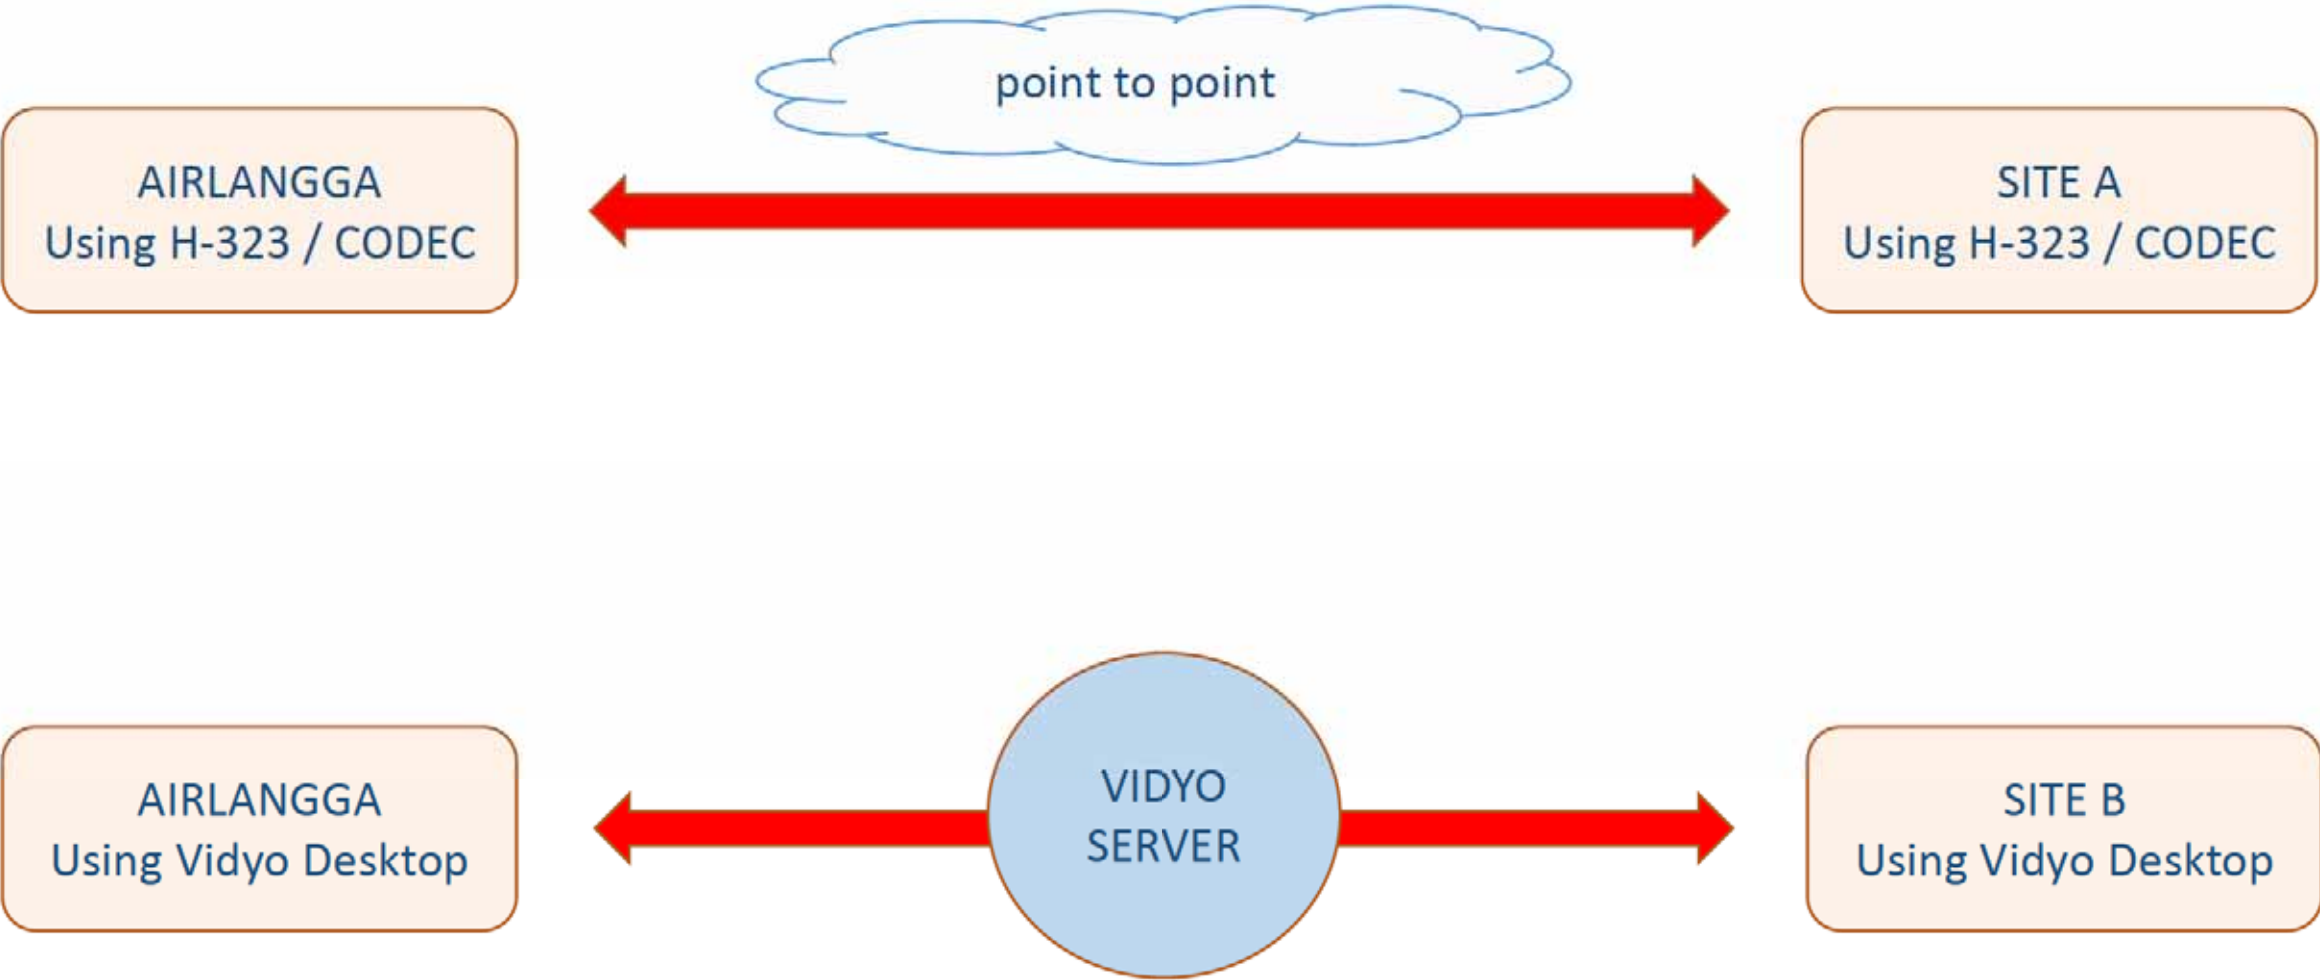 point to point
AIRLANGGA
Using H-323 / CODEC
SITE A
Using H-323 / CODEC
AIRLANGGA
Using Vidyo Desktop
VIDYO
SERVER
SITE B
Using Vidyo Desktop